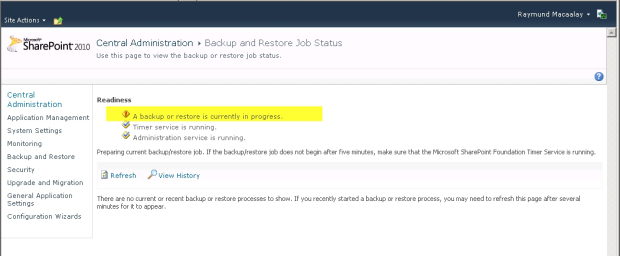 Site Actions
Raymund Macaalay
Microsoft
SharePoint 2010
Central Administration ▸ Backup and Restore Job Status
Use this page to view the backup or restore job status.
Central Administration
Application Management
System Settings
Monitoring
Backup and Restore
Security
Upgrade and Migration
General Application Settings
Configuration Wizards
Readiness
A backup or restore is currently in progress.
Timer service is running.
Administration service is running.
Preparing current backup/restore job. If the backup/restore job does not begin after five minutes, make sure that the Microsoft SharePoint Foundation Timer Service is running.
Refresh View History
There are no current or recent backup or restore processes to show. If you recently started a backup or restore process, you may need to refresh this page after several
minutes for it to appear.